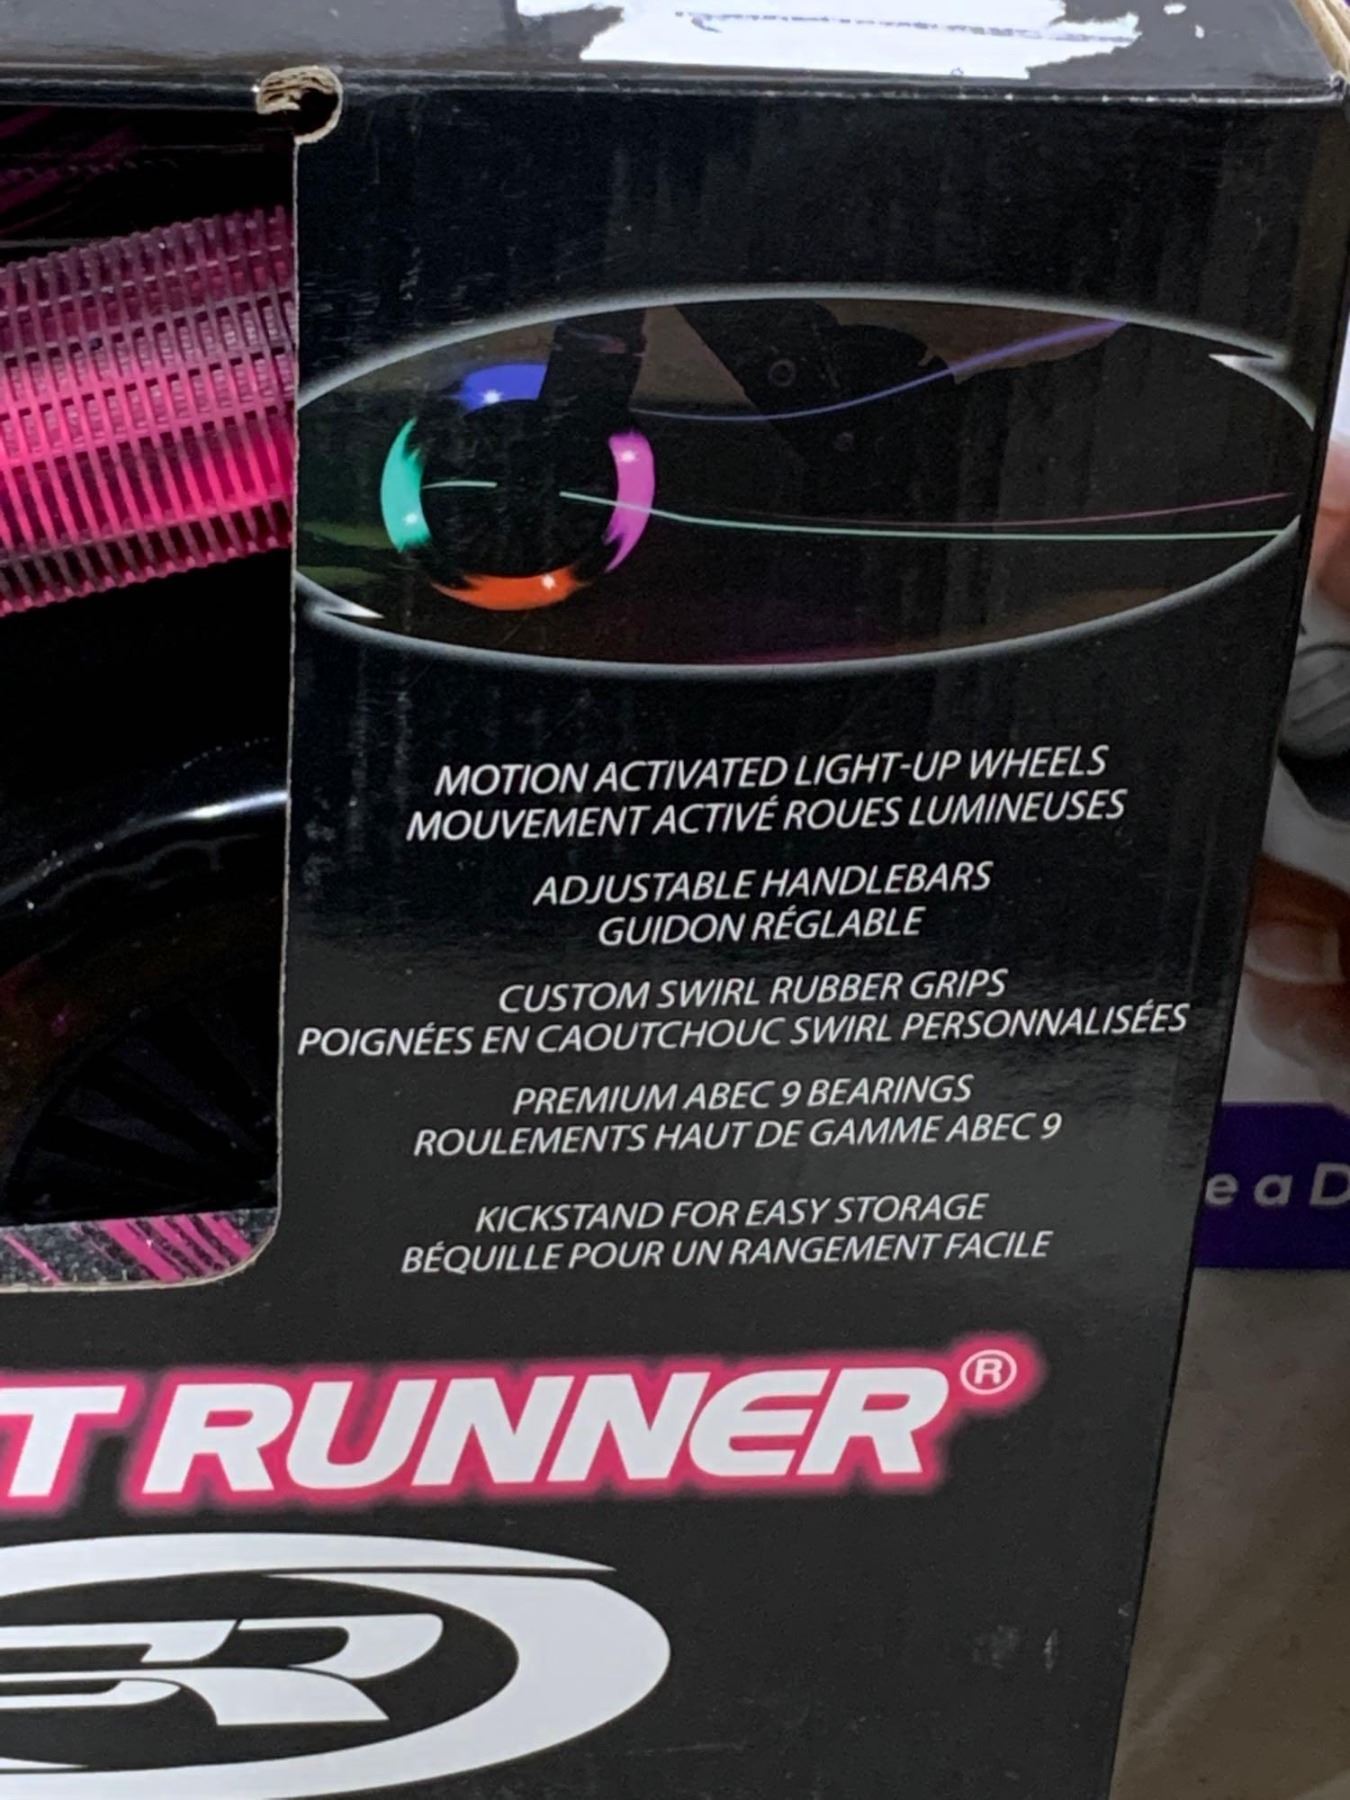 MOTION ACTIVATED LIGHT-UP WHEELS
MOUVEMENT ACTIVÉ ROUES LUMINEUSES
ADJUSTABLE HANDLEBARS
GUIDON RÉGLABLE
CUSTOM SWIRL RUBBER GRIPS
POIGNÉES EN CAOUTCHOUC SWIRL PERSONNALISÉES
PREMIUM ABEC 9 BEARINGS
ROULEMENTS HAUT DE GAMME ABEC 9
e a D
KICKSTAND FOR EASY STORAGE
BÉQUILLE POUR UN RANGEMENT FACILE
T RUNNER®